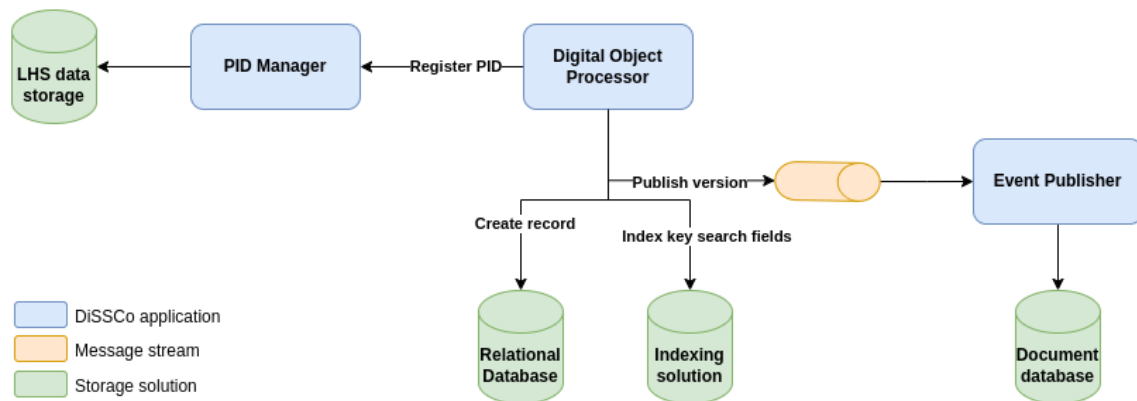 LHS data
storage
PID Manager
Register PID
Digital Object
Processor
Publish version
Event Publisher
Create record
Index key search fields
Relational
Database
Indexing
solution
Document
database
DiSSCo application
Message stream
Storage solution